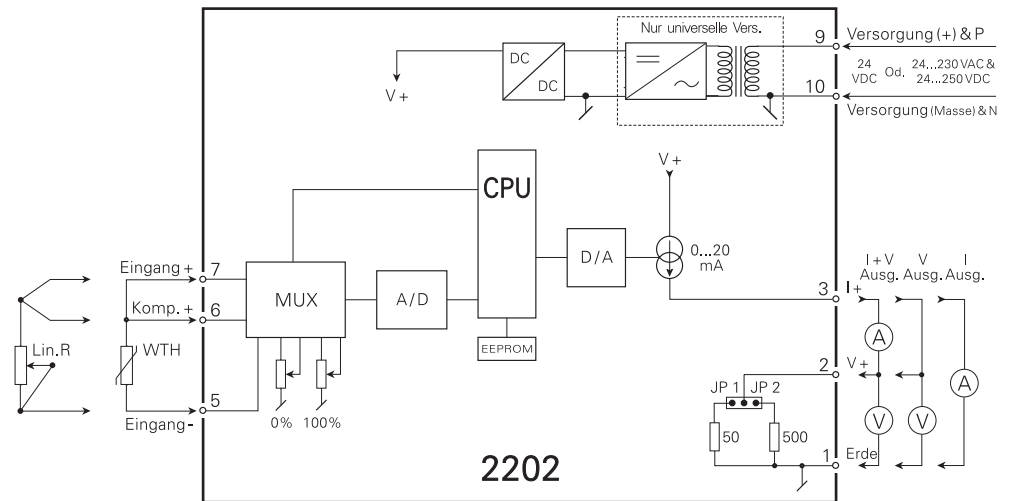 Nur universelle Vers.
DC
DC
V+
9
Versorgung (+) & P
24 VDC Od. 24...230 VAC & 24...250 VDC
10
Versorgung (Masse) & N
CPU
V+
D/A
0...20 mA
Eingang +
7
Komp. +
6
MUX
A/D
EEPROM
Lin.R
WTH
5
Eingang -
0% 100%
3
I+
I + V Ausg.
V Ausg.
I Ausg.
A
2
V+
A
JP 1 JP 2
50
500
V
V
1
Erde
2202